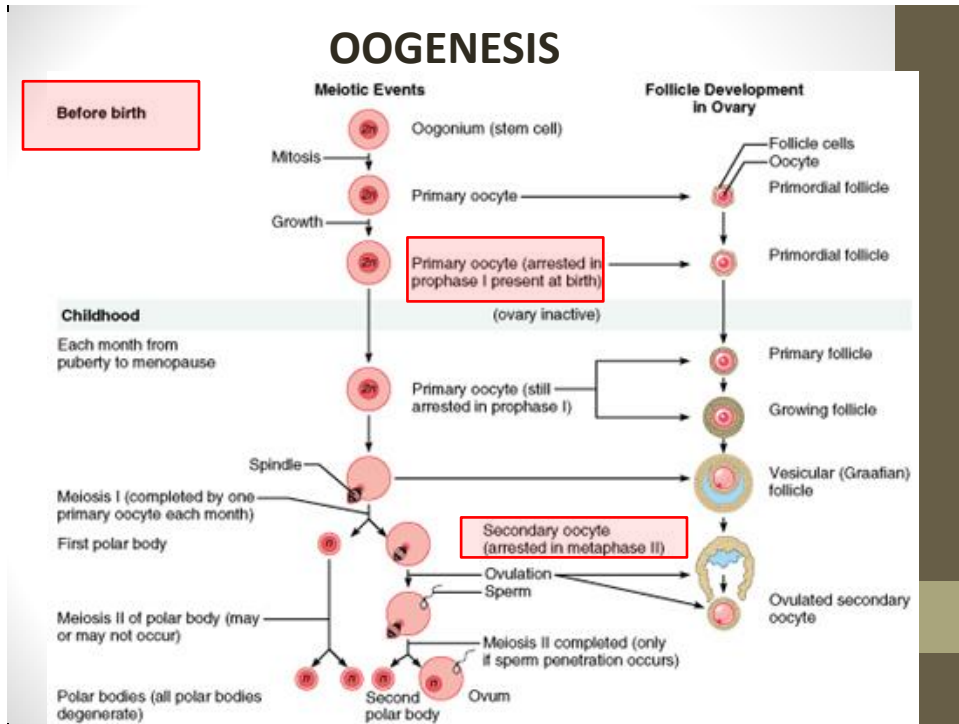 OOGENESIS
Meiotic Events
Follicle Development
in Ovary
Before birth
2n
Oogonium (stem cell)
Mitosis
Follicle cells
Oocyte
2n
Primary oocyte
Primordial follicle
Growth
2n
Primary oocyte (arrested in
prophase I present at birth)
Primordial follicle
Childhood
(ovary inactive)
Each month from
puberty to menopause
Primary follicle
2n
Primary oocyte (still
arrested in prophase I)
Growing follicle
Spindle
Vesicular (Graafian)
follicle
Meiosis I (completed by one
primary oocyte each month)
Secondary oocyte
(arrested in metaphase II)
First polar body
n
Ovulation
Sperm
Ovulated secondary
oocyte
Meiosis II of polar body (may
or may not occur)
Meiosis II completed (only
if sperm penetration occurs)
n
n
n
n
Polar bodies (all polar bodies
degenerate)
Second
polar body
Ovum